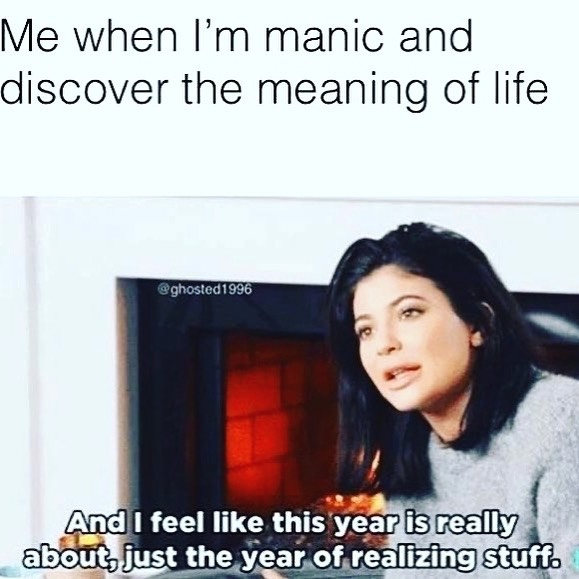 Me when I’m manic and
discover the meaning of life
@ghosted1996
And I feel like this year is really
about, just the year of realizing stuff.